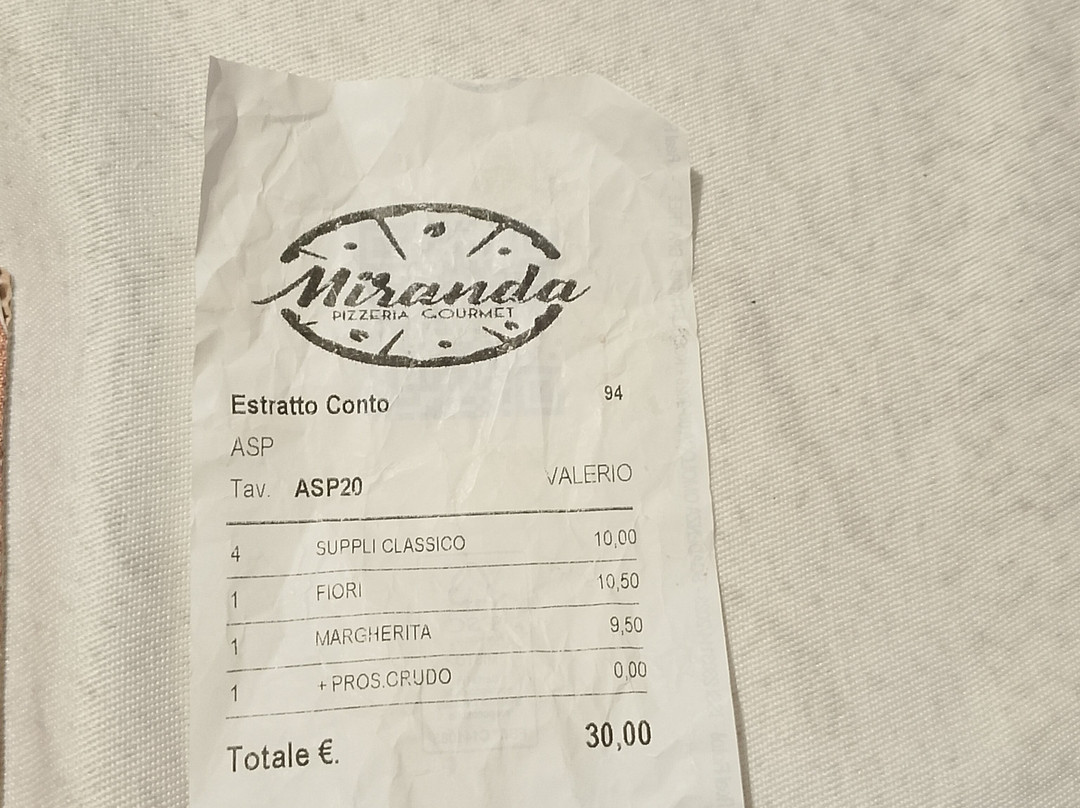 Miranda
PIZZERIA GOURMET
Estratto Conto 94
ASP
Tav. ASP20 VALERIO
4 SUPPLI CLASSICO 10,00
1 FIORI 10,50
1 MARGHERITA 9,50
1 + PROS.CRUDO 0,00
Totale €. 30,00